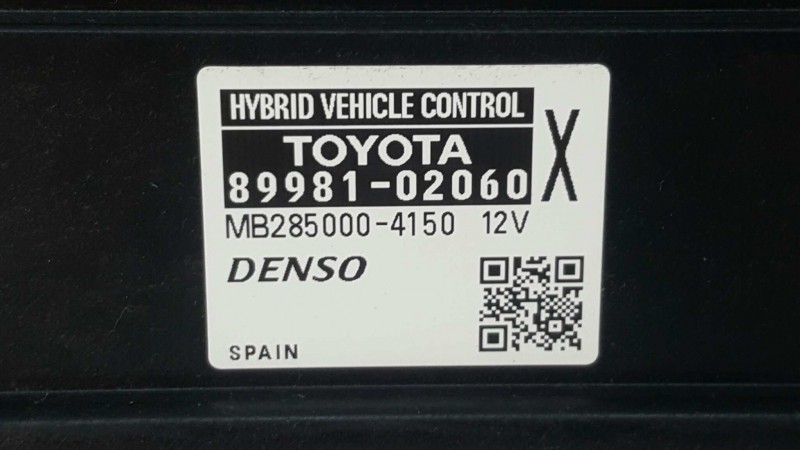 HYBRID VEHICLE CONTROL
TOYOTA
89981-02060 X
MB285000-4150 12V
DENSO
SPAIN